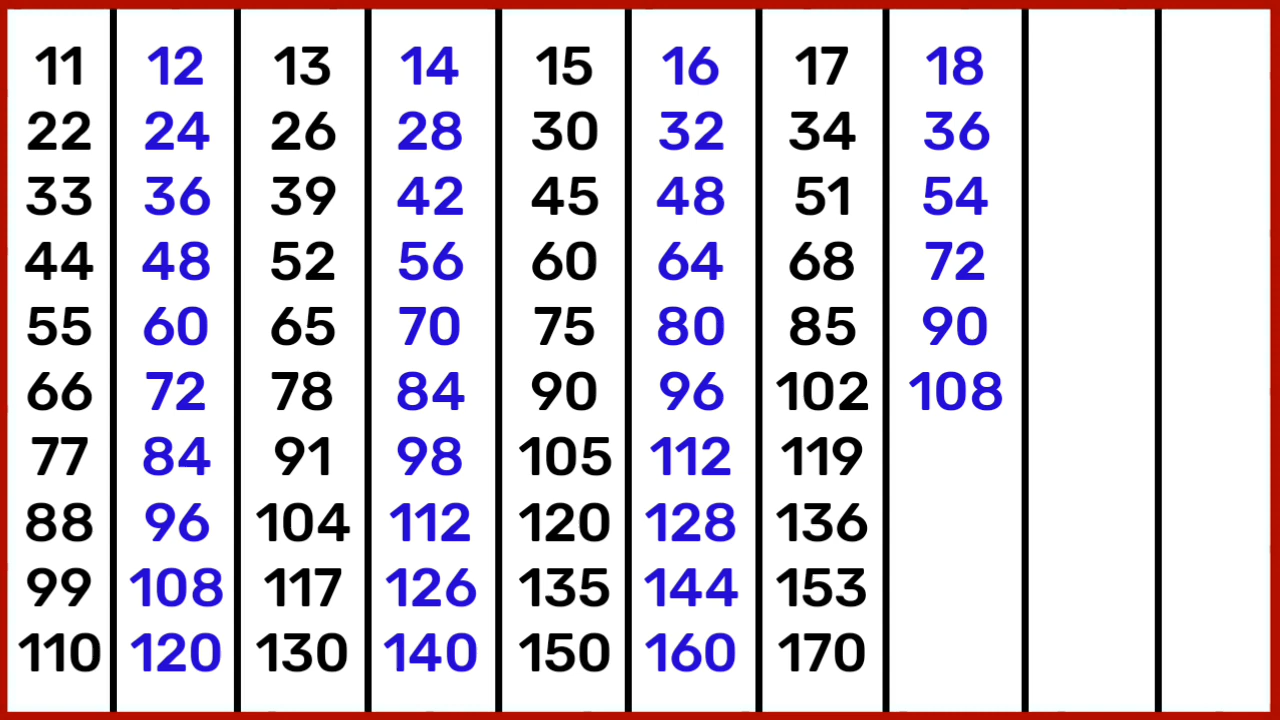 11 12 13 14 15 16 17 18
22 24 26 28 30 32 34 36
33 36 39 42 45 48 51 54
44 48 52 56 60 64 68 72
55 60 65 70 75 80 85 90
66 72 78 84 90 96 102 108
77 84 91 98 105 112 119
88 96 104 112 120 128 136
99 108 117 126 135 144 153
110 120 130 140 150 160 170